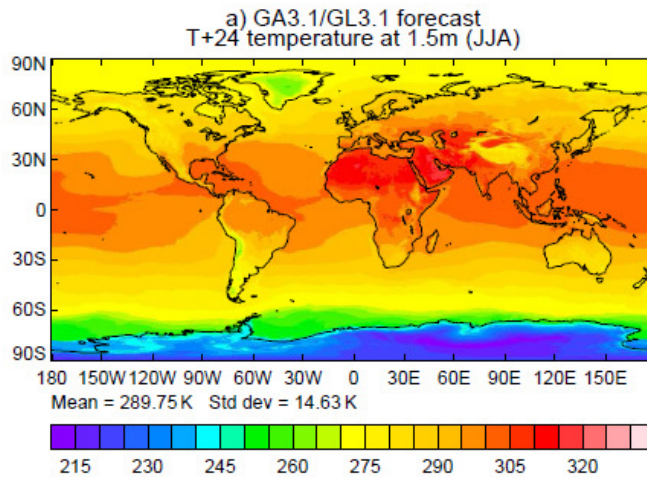 a) GA3.1/GL3.1 forecast
T+24 temperature at 1.5m (JJA)
90N
60N
30N
0
30S
60S
90S
180 150W 120W 90W 60W 30W 0 30E 60E 90E 120E 150E
Mean = 289.75 K Std dev = 14.63 K
215 230 245 260 275 290 305 320